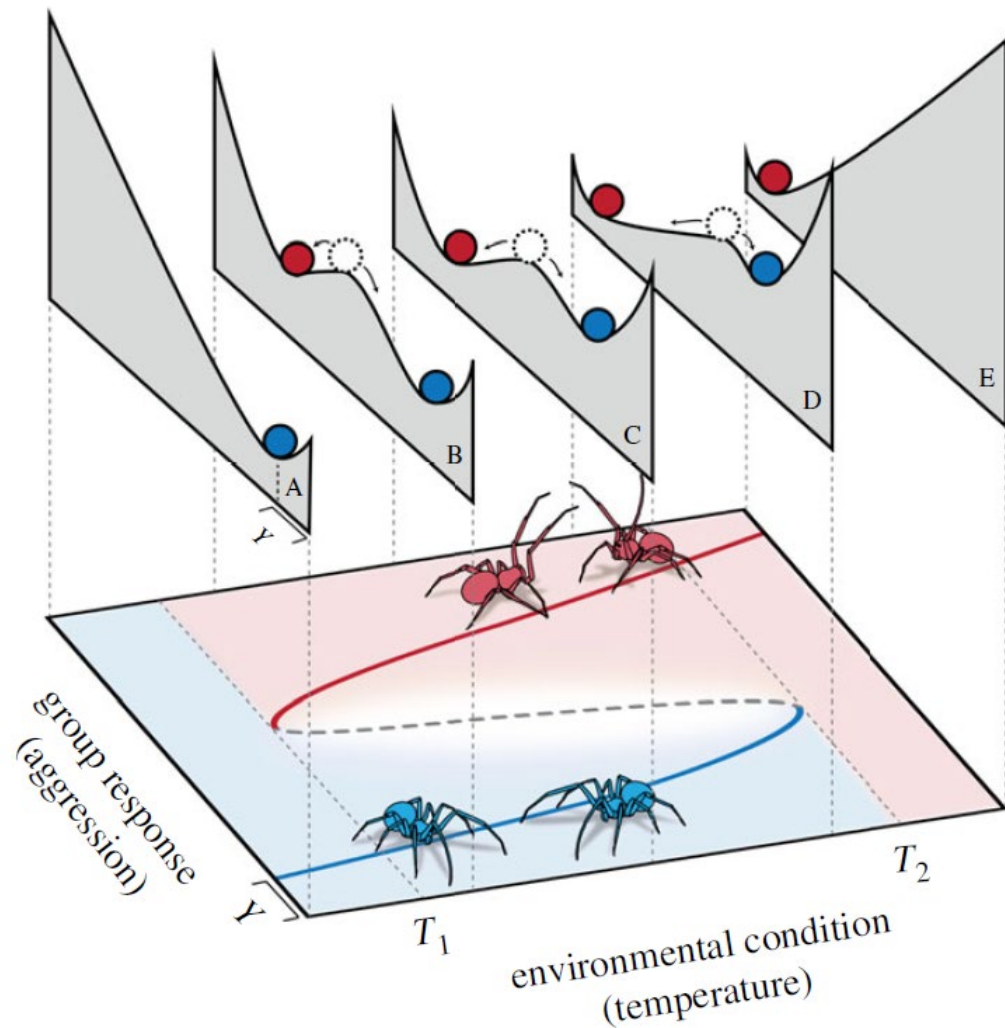 A
B
C
D
E
Y
group response
(aggression)
Y
T1
T2
environmental condition
(temperature)